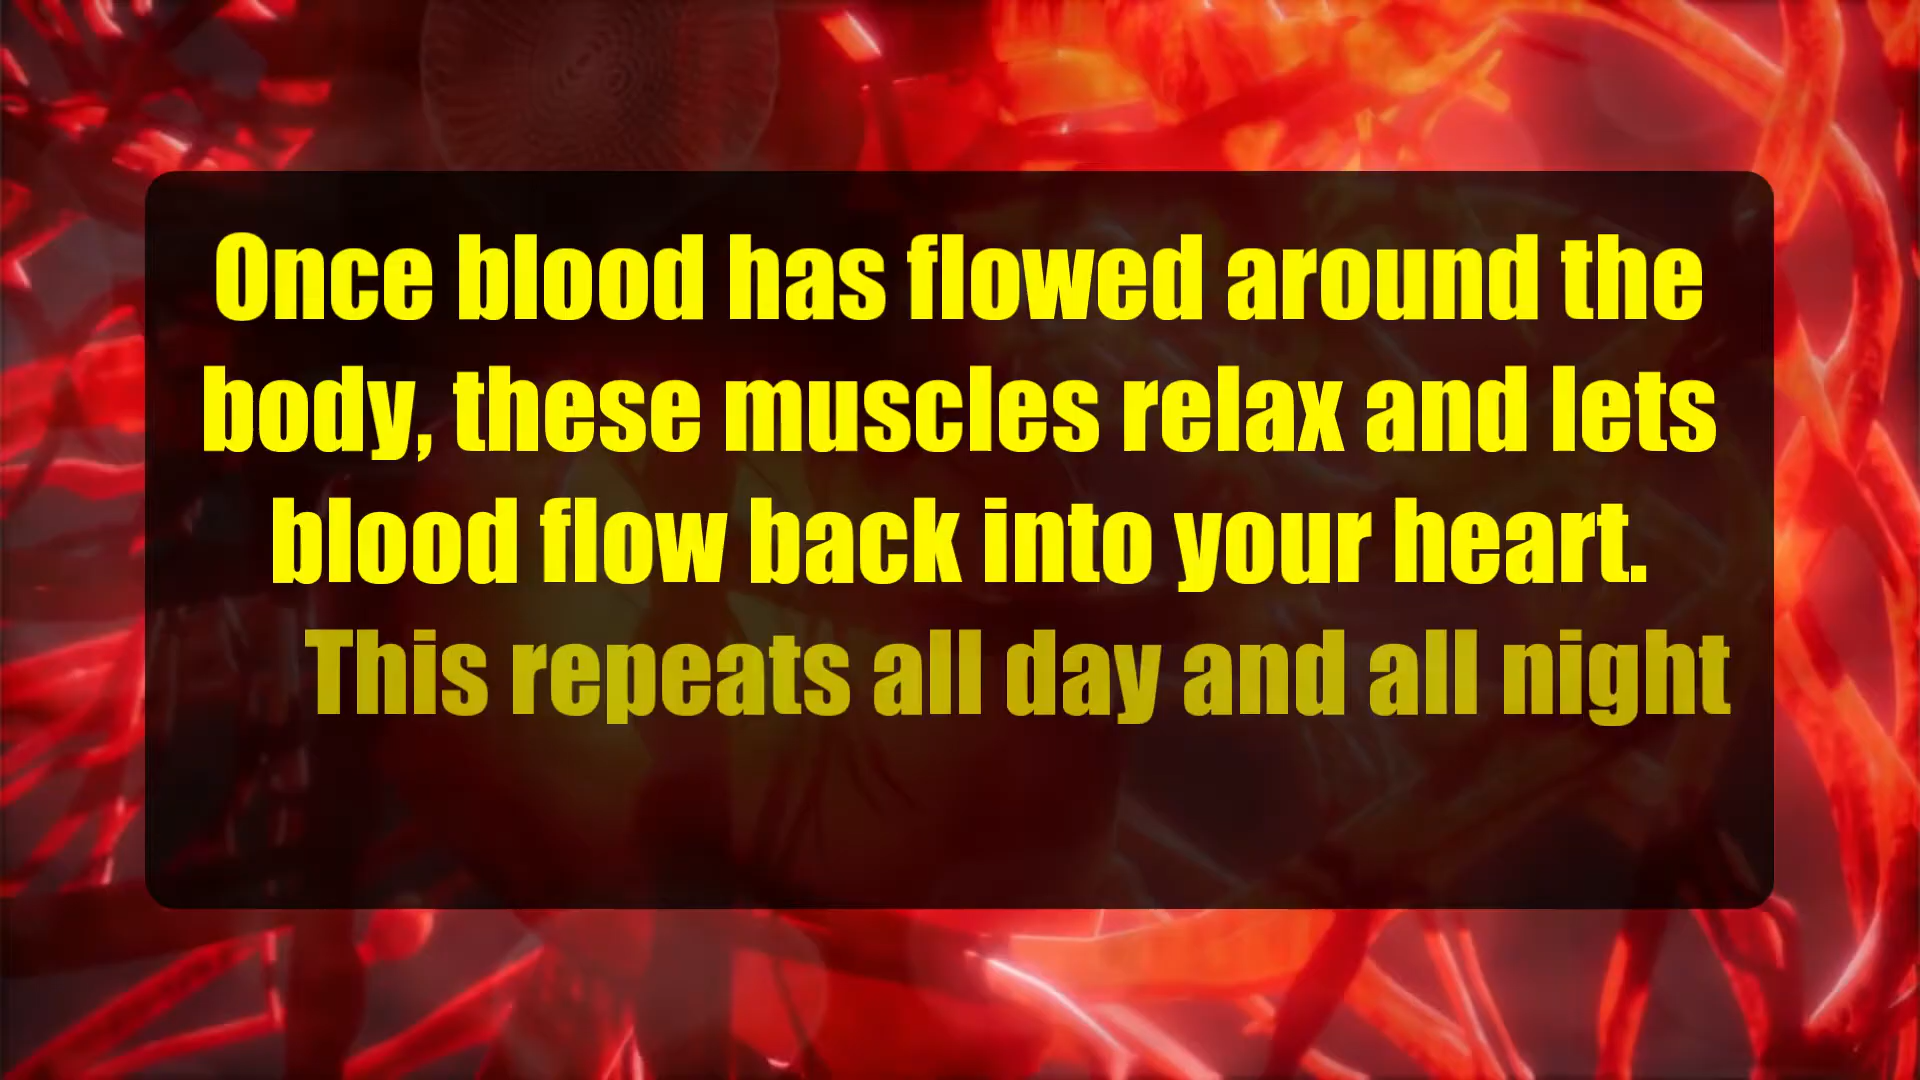 Once blood has flowed around the
body, these muscles relax and lets
blood flow back into your heart.
This repeats all day and all night